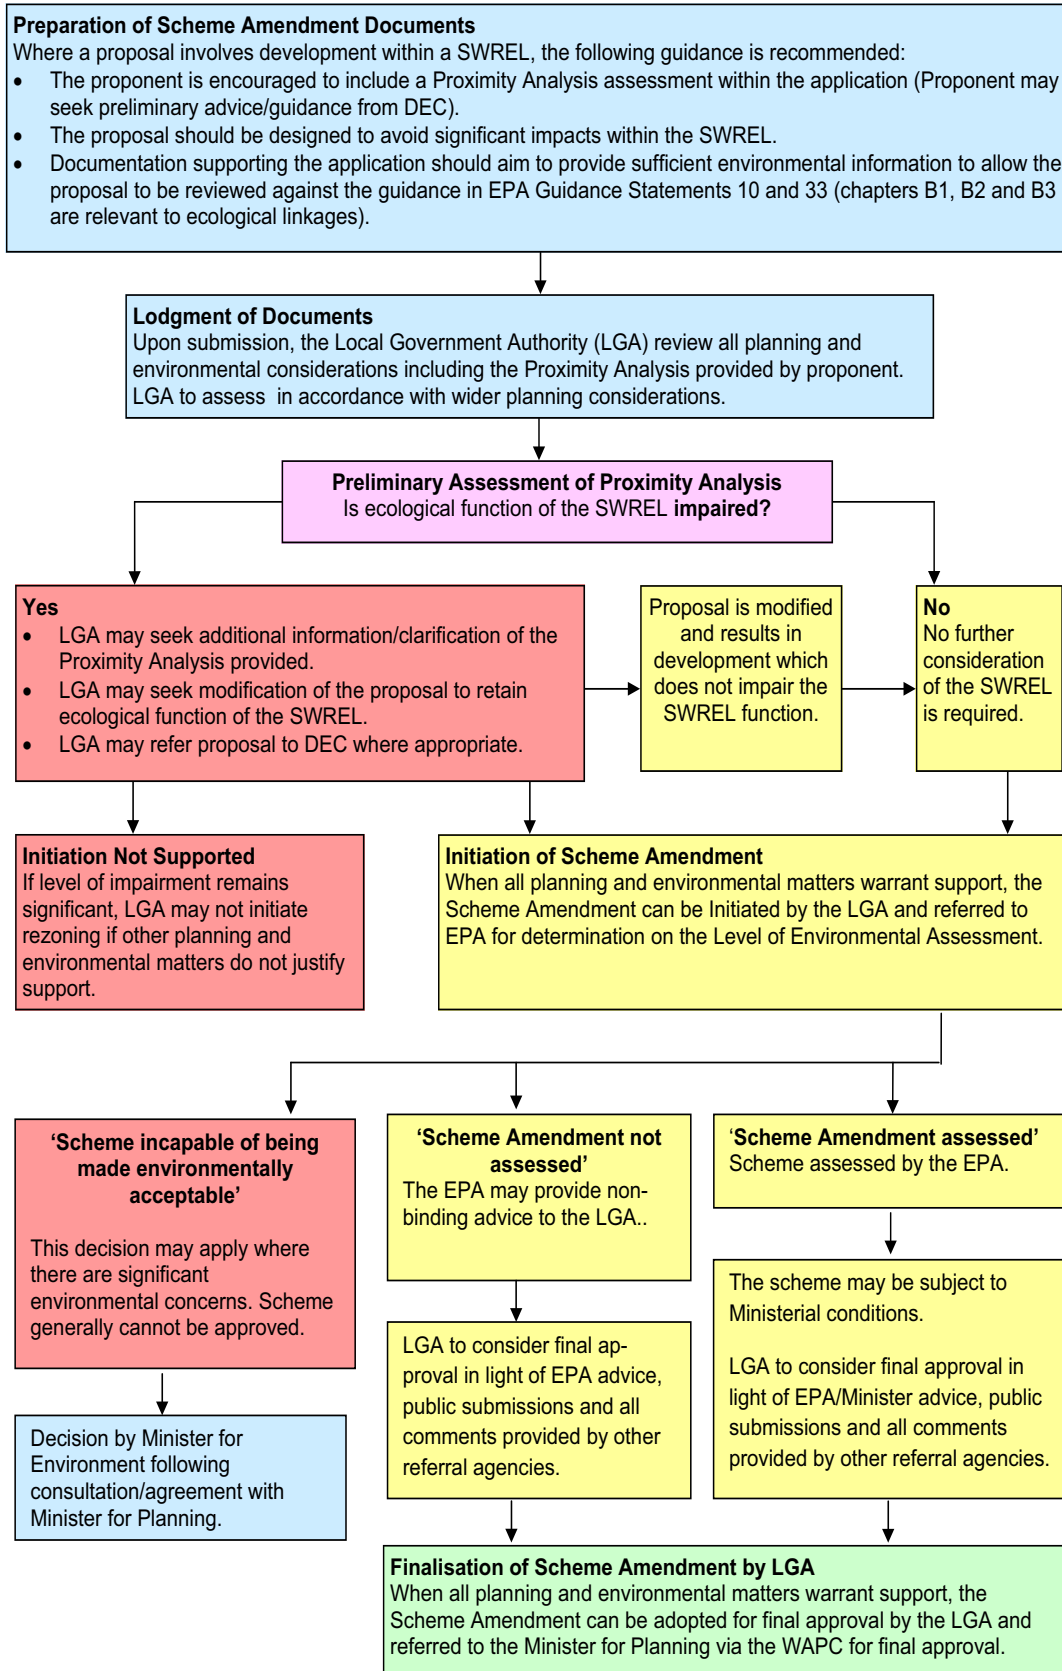 Preparation of Scheme Amendment Documents
Where a proposal involves development within a SWREL, the following guidance is recommended:
• The proponent is encouraged to include a Proximity Analysis assessment within the application (Proponent may
seek preliminary advice/guidance from DEC).
• The proposal should be designed to avoid significant impacts within the SWREL.
• Documentation supporting the application should aim to provide sufficient environmental information to allow the
proposal to be reviewed against the guidance in EPA Guidance Statements 10 and 33 (chapters B1, B2 and B3
are relevant to ecological linkages).
Lodgment of Documents
Upon submission, the Local Government Authority (LGA) review all planning and
environmental considerations including the Proximity Analysis provided by proponent.
LGA to assess in accordance with wider planning considerations.
Preliminary Assessment of Proximity Analysis
Is ecological function of the SWREL impaired?
Yes
• LGA may seek additional information/clarification of the
Proximity Analysis provided.
• LGA may seek modification of the proposal to retain
ecological function of the SWREL.
• LGA may refer proposal to DEC where appropriate.
Proposal is modified
and results in
development which
does not impair the
SWREL function.
No
No further
consideration
of the SWREL
is required.
Initiation Not Supported
If level of impairment remains
significant, LGA may not initiate
rezoning if other planning and
environmental matters do not justify
support.
Initiation of Scheme Amendment
When all planning and environmental matters warrant support, the
Scheme Amendment can be Initiated by the LGA and referred to
EPA for determination on the Level of Environmental Assessment.
‘Scheme incapable of being
made environmentally
acceptable’
This decision may apply where
there are significant
environmental concerns. Scheme
generally cannot be approved.
Decision by Minister for
Environment following
consultation/agreement with
Minister for Planning.
‘Scheme Amendment not
assessed’
The EPA may provide non-
binding advice to the LGA..
LGA to consider final ap-
proval in light of EPA advice,
public submissions and all
comments provided by other
referral agencies.
‘Scheme Amendment assessed’
Scheme assessed by the EPA.
The scheme may be subject to
Ministerial conditions.
LGA to consider final approval in
light of EPA/Minister advice, public
submissions and all comments
provided by other referral agencies.
Finalisation of Scheme Amendment by LGA
When all planning and environmental matters warrant support, the
Scheme Amendment can be adopted for final approval by the LGA and
referred to the Minister for Planning via the WAPC for final approval.